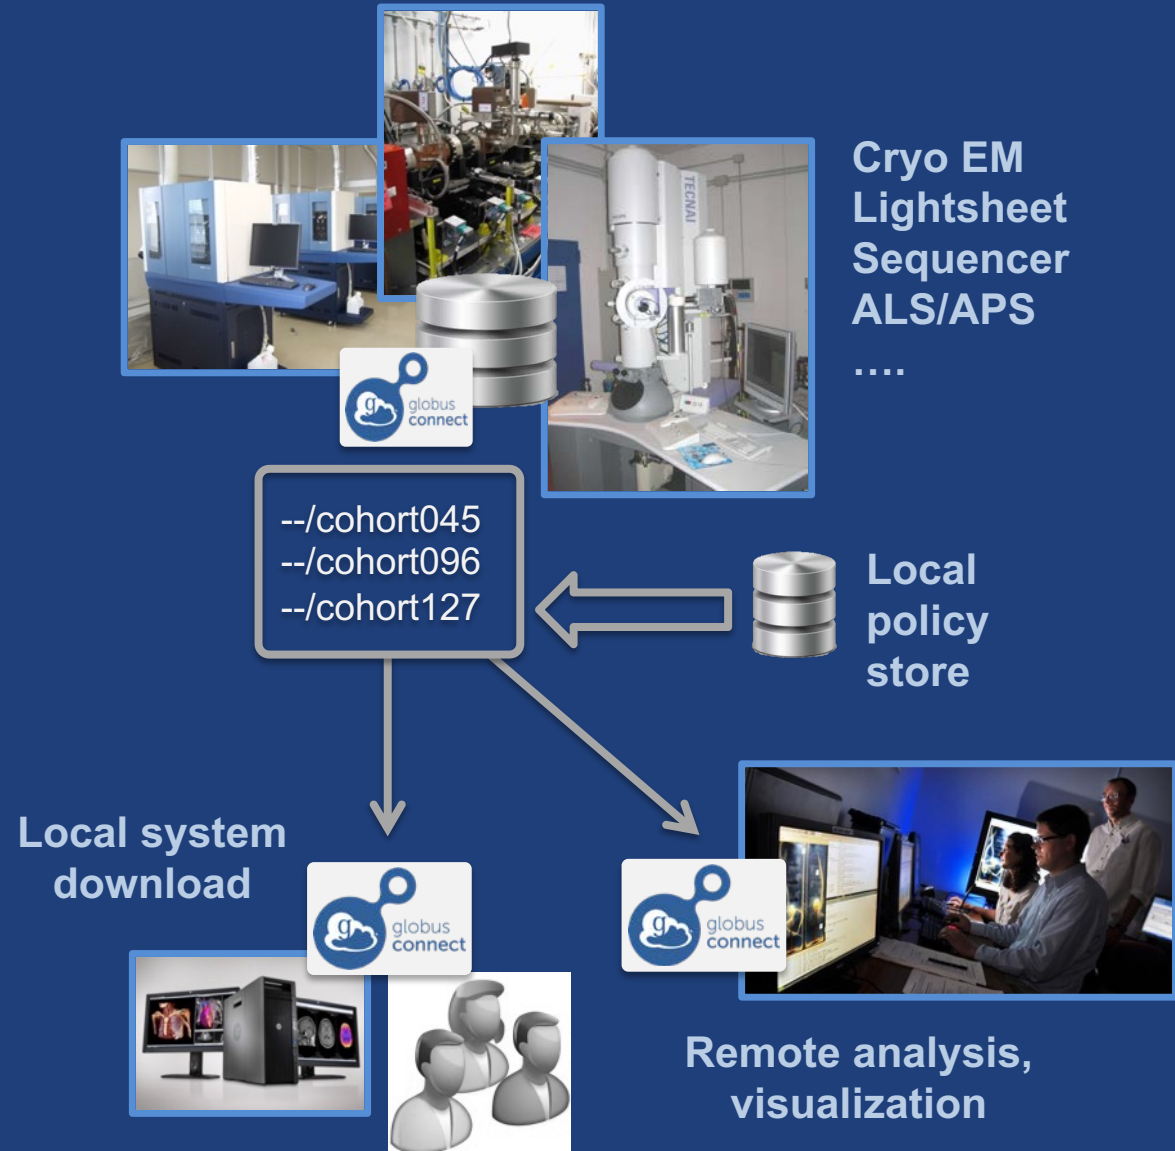 Cryo EM
Lightsheet
Sequencer
ALS/APS
….
TECNAI
globus
connect
--/cohort045
--/cohort096
--/cohort127
Local
policy
store
Local system
download
globus
connect
globus
connect
Remote analysis,
visualization